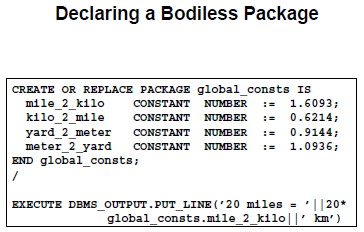 Declaring a Bodiless Package
CREATE OR REPLACE PACKAGE global_consts IS
mile_2_kilo CONSTANT NUMBER := 1.6093;
kilo_2_mile CONSTANT NUMBER := 0.6214;
yard_2_meter CONSTANT NUMBER := 0.9144;
meter_2_yard CONSTANT NUMBER := 1.0936;
END global_consts;
/
EXECUTE DBMS_OUTPUT.PUT_LINE('20 miles = '||20*
global_consts.mile_2_kilo||' km')